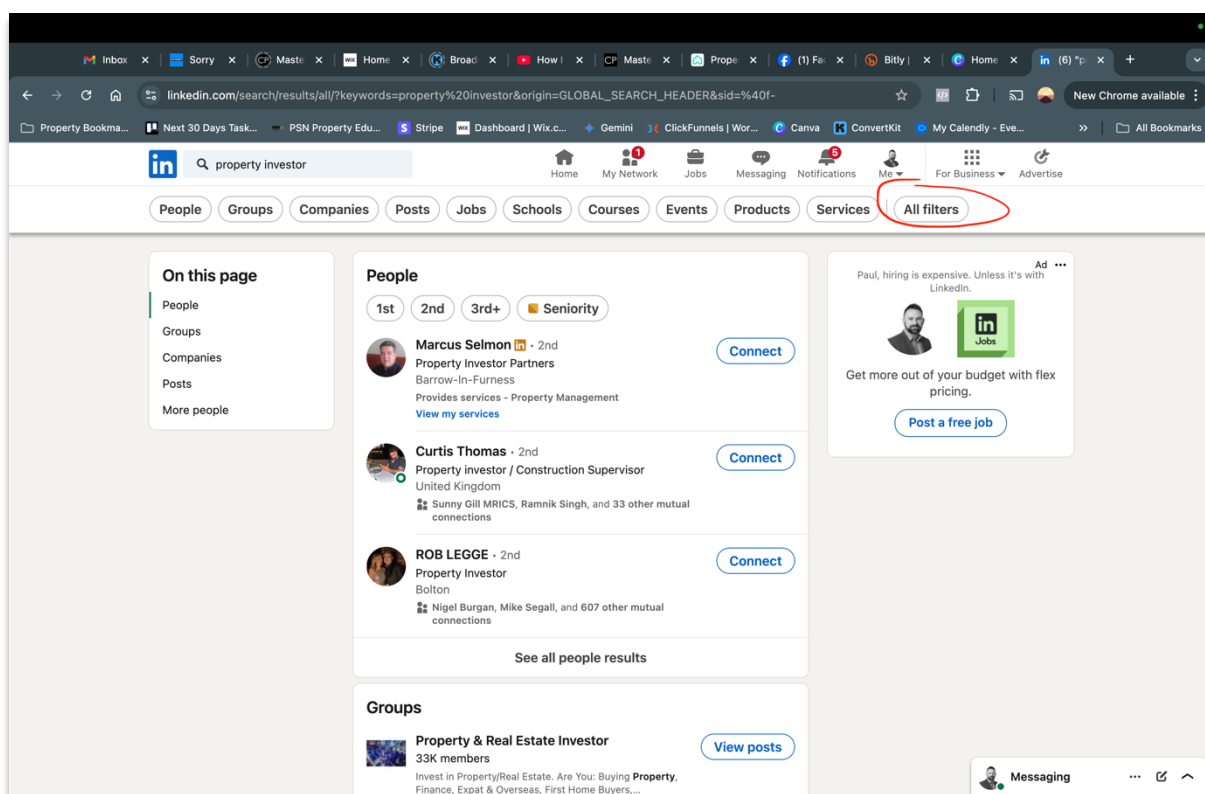 Inbox
Sorry
Maste
Home
Broad
How I
Maste
Prope
(1) Fac
Bitly |
Home
(6) "p
linkedin.com/search/results/all/?keywords=property%20investor&origin=GLOBAL_SEARCH_HEADER&sid=%40f-
New Chrome available
Property Bookma...
Next 30 Days Task...
PSN Property Edu...
Stripe
Dashboard | Wix.c...
Gemini
ClickFunnels | Wor...
Canva
ConvertKit
My Calendly - Eve...
All Bookmarks
in
property investor
Home
1
My Network
Jobs
Messaging
5
Notifications
Me
For Business
Advertise
People
Groups
Companies
Posts
Jobs
Schools
Courses
Events
Products
Services
All filters
On this page
People
Groups
Companies
Posts
More people
People
1st
2nd
3rd+
Seniority
Marcus Selmon in • 2nd
Property Investor Partners
Barrow-In-Furness
Provides services - Property Management
View my services
Connect
Curtis Thomas • 2nd
Property investor / Construction Supervisor
United Kingdom
Sunny Gill MRICS, Ramnik Singh, and 33 other mutual
connections
Connect
ROB LEGGE • 2nd
Property Investor
Bolton
Nigel Burgan, Mike Segall, and 607 other mutual
connections
Connect
See all people results
Groups
Property & Real Estate Investor
33K members
Invest in Property/Real Estate. Are You: Buying Property,
Finance, Expat & Overseas, First Home Buyers,...
View posts
Ad
Paul, hiring is expensive. Unless it's with
LinkedIn.
in
Jobs
Get more out of your budget with flex
pricing.
Post a free job
Messaging